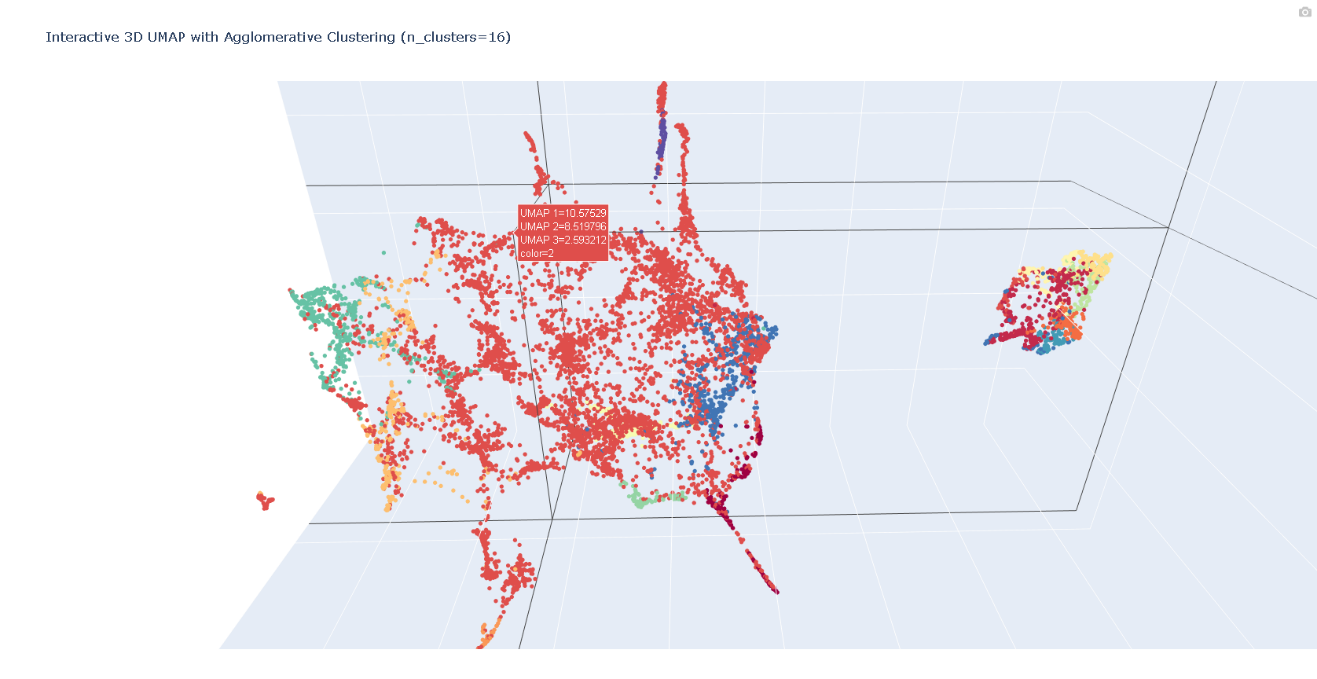 Interactive 3D UMAP with Agglomerative Clustering (n_clusters=16)
UMAP 1=10.57529
UMAP 2=8.519796
UMAP 3=2.593212
color=2